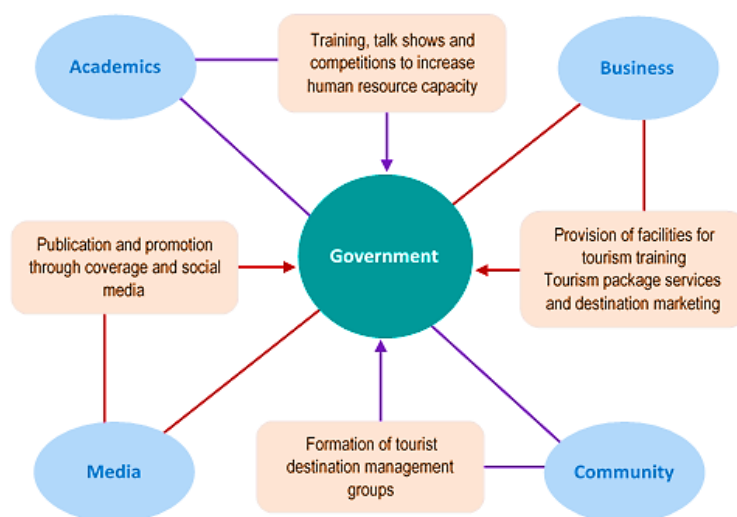 Academics
Training, talk shows and
competitions to increase
human resource capacity
Business
Publication and promotion
through coverage and social
media
Government
Provision of facilities for
tourism training
Tourism package services
and destination marketing
Media
Formation of tourist
destination management
groups
Community